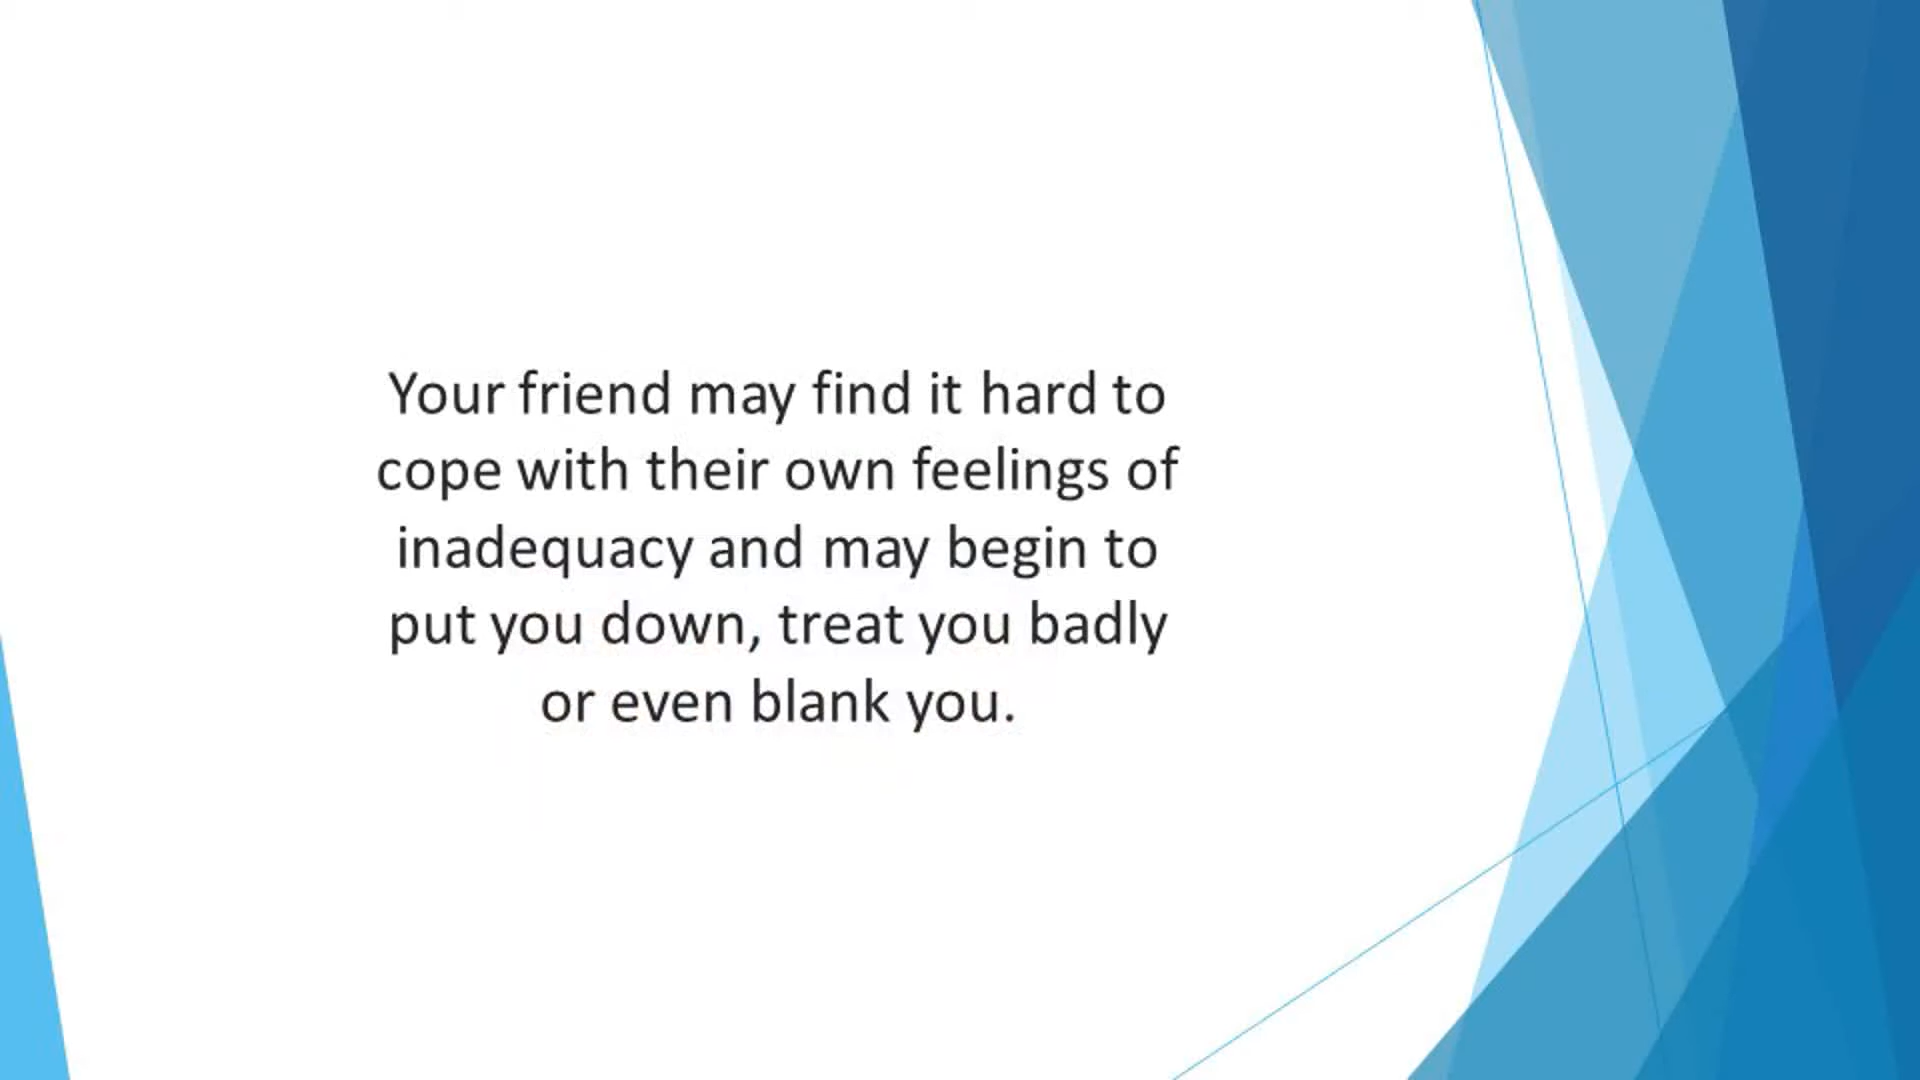 Your friend may find it hard to
cope with their own feelings of
inadequacy and may begin to
put you down, treat you badly
or even blank you.